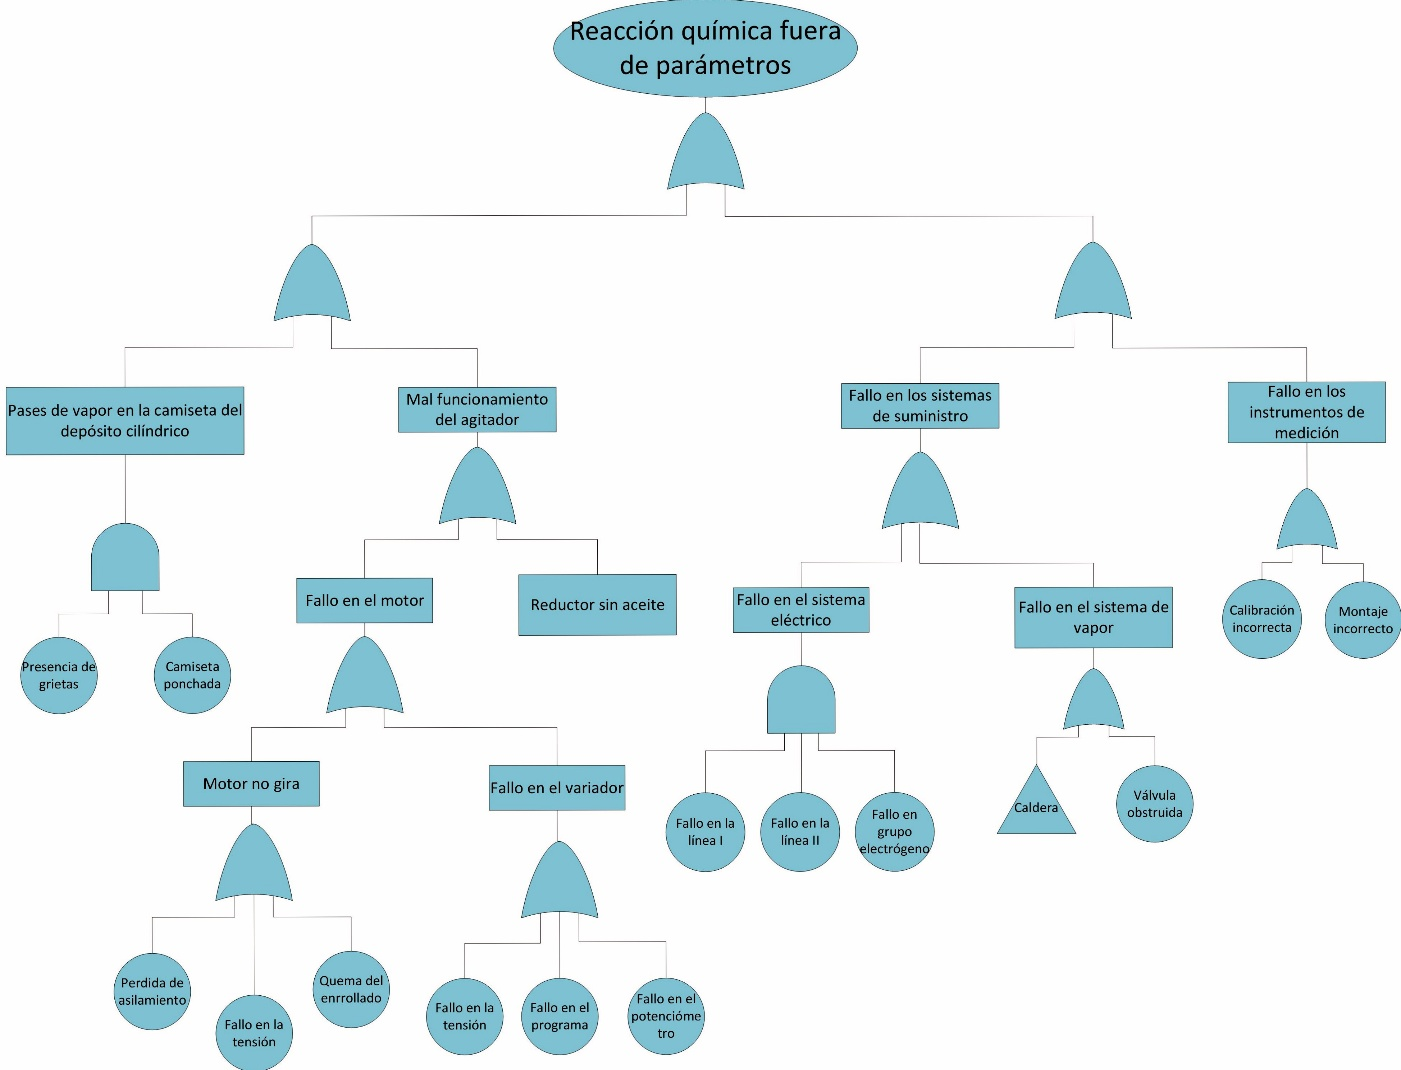 Reacción química fuera
de parámetros
Pases de vapor en la camiseta del
depósito cilíndrico
Mal funcionamiento
del agitador
Fallo en los sistemas
de suministro
Fallo en los
instrumentos de
medición
Fallo en el motor
Reductor sin aceite
Fallo en el sistema
eléctrico
Fallo en el sistema de
vapor
Calibración
incorrecta
Montaje
incorrecto
Presencia de
grietas
Camiseta
ponchada
Motor no gira
Fallo en el variador
Fallo en la
línea I
Fallo en la
línea II
Fallo en
grupo
electrógeno
Caldera
Válvula
obstruida
Perdida de
asilamiento
Fallo en la
tensión
Quema del
enrrollado
Fallo en la
tensión
Fallo en el
programa
Fallo en el
potencióme
tro